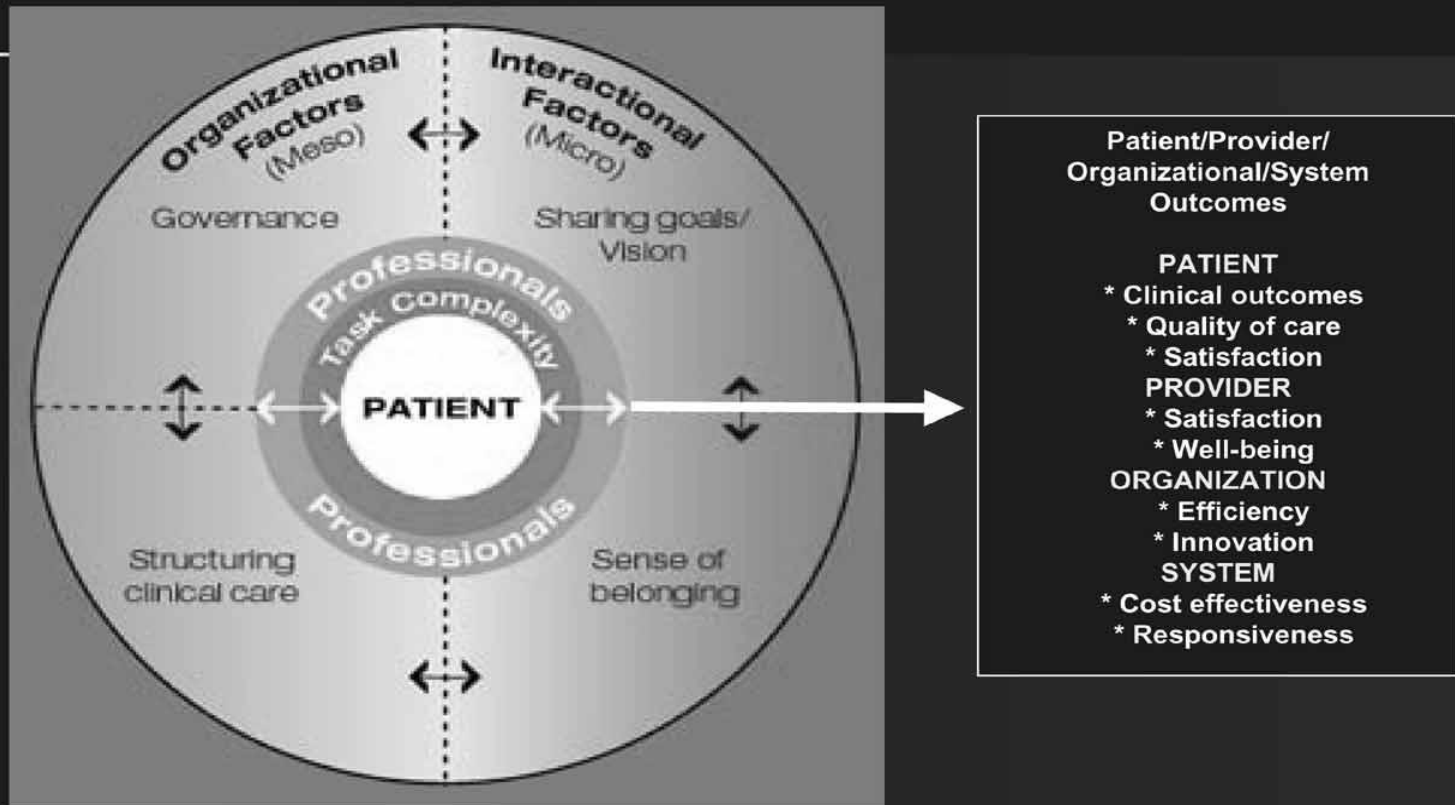 Organizational
Factors
(Meso)
Interactional
Factors
(Micro)
Governance
Sharing goals/
Vision
Professionals
Task Complexity
PATIENT
Professionals
Structuring
clinical care
Sense of
belonging
Patient/Provider/
Organizational/System
Outcomes
PATIENT
* Clinical outcomes
* Quality of care
* Satisfaction
PROVIDER
* Satisfaction
* Well-being
ORGANIZATION
* Efficiency
* Innovation
SYSTEM
* Cost effectiveness
* Responsiveness